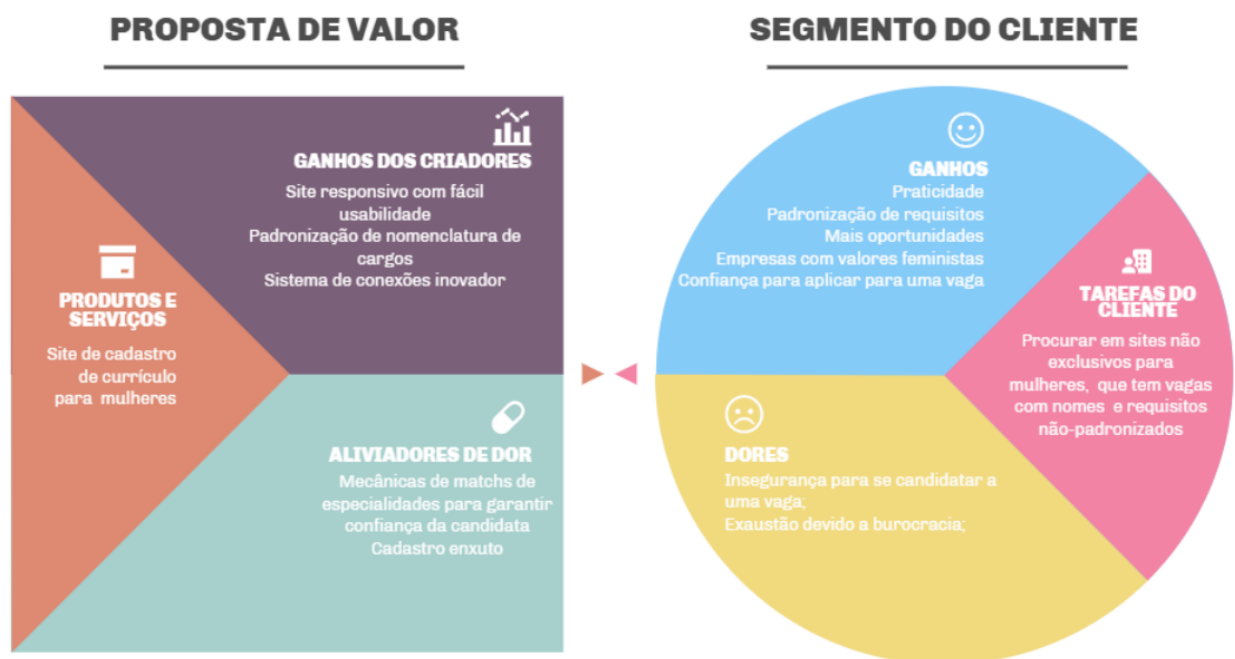 PROPOSTA DE VALOR
GANHOS DOS CRIADORES
Site responsivo com fácil
usabilidade
Padronização de nomenclatura de
cargos
Sistema de conexões inovador
PRODUTOS E
SERVIÇOS
Site de cadastro
de currículo
para mulheres
ALIVIADORES DE DOR
Mecânicas de matchs de
especialidades para garantir
confiança da candidata
Cadastro enxuto
SEGMENTO DO CLIENTE
GANHOS
Praticidade
Padronização de requisitos
Mais oportunidades
Empresas com valores feministas
Confiança para aplicar para uma vaga
TAREFAS DO
CLIENTE
Procurar em sites não
exclusivos para
mulheres, que tem vagas
com nomes e requisitos
não-padronizados
DORES
Insegurança para se candidatar a
uma vaga;
Exaustão devido a burocracia;